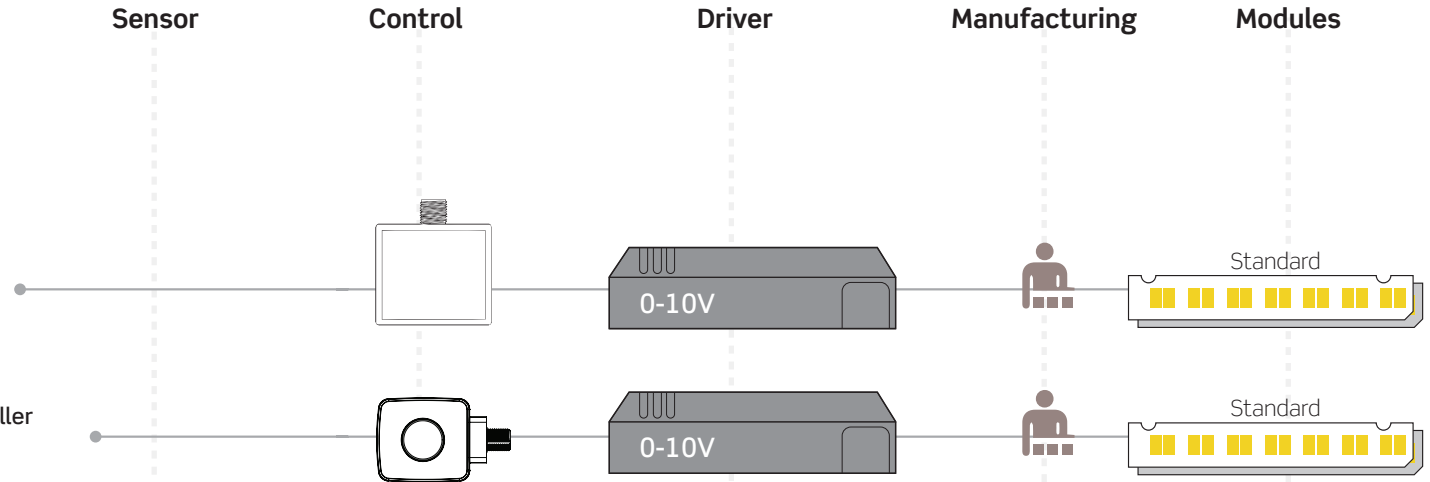 Sensor Control Driver Manufacturing Modules
Standard
0-10V
ller
Standard
0-10V